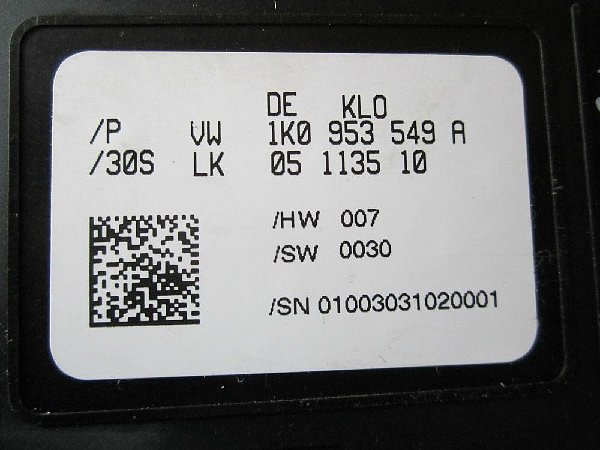 DE KLO
/P VW 1K0 953 549 A
/30S LK 05 1135 10
/HW 007
/SW 0030
/SN 01003031020001